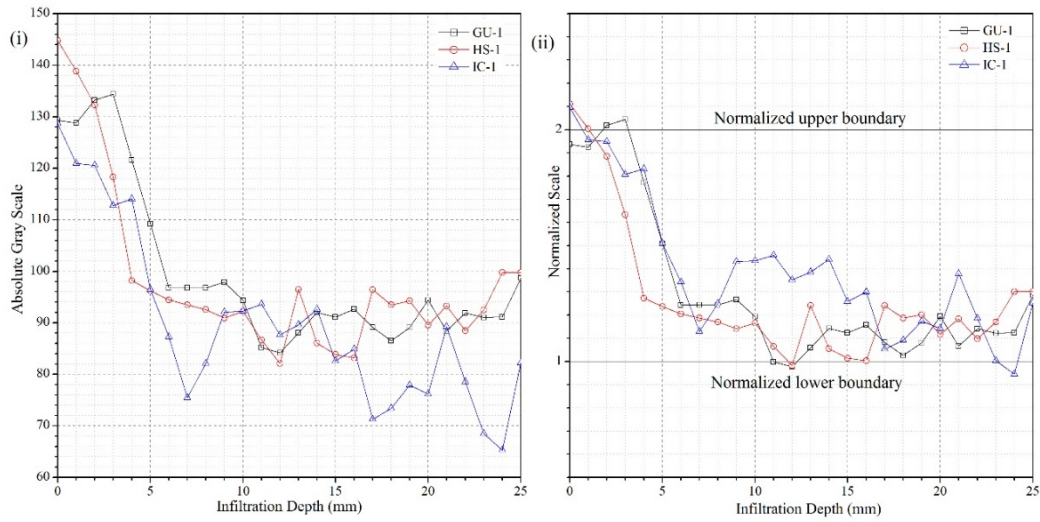 (i)
GU-1
HS-1
IC-1
Absolute Gray Scale
150
140
130
120
110
100
90
80
70
60
0 5 10 15 20 25
Infiltration Depth (mm)
(ii)
GU-1
HS-1
IC-1
Normalized upper boundary
Normalized lower boundary
Normalized Scale
2
1
0 5 10 15 20 25
Infiltration Depth (mm)